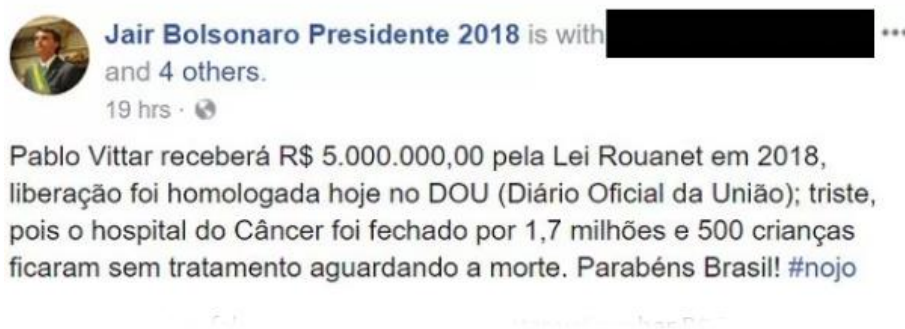 Jair Bolsonaro Presidente 2018 is with
and 4 others.
19 hrs ·
Pablo Vittar receberá R$ 5.000.000,00 pela Lei Rouanet em 2018,
liberação foi homologada hoje no DOU (Diário Oficial da União); triste,
pois o hospital do Câncer foi fechado por 1,7 milhões e 500 crianças
ficaram sem tratamento aguardando a morte. Parabéns Brasil! #nojo